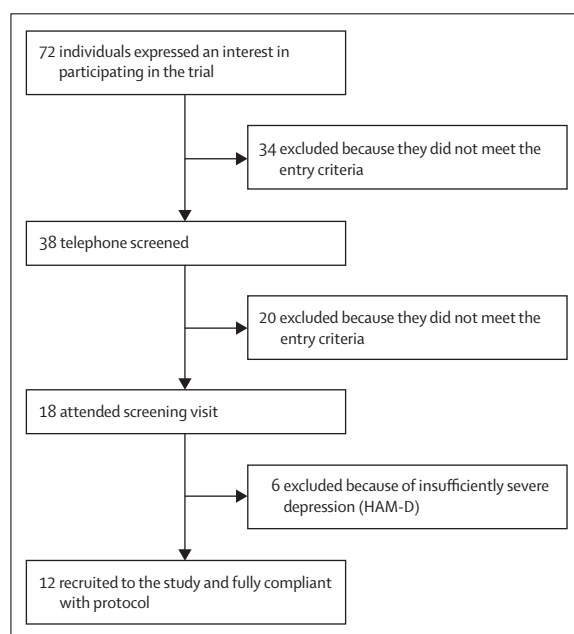 72 individuals expressed an interest in
participating in the trial
34 excluded because they did not meet the
entry criteria
38 telephone screened
20 excluded because they did not meet the
entry criteria
18 attended screening visit
6 excluded because of insufficiently severe
depression (HAM-D)
12 recruited to the study and fully compliant
with protocol